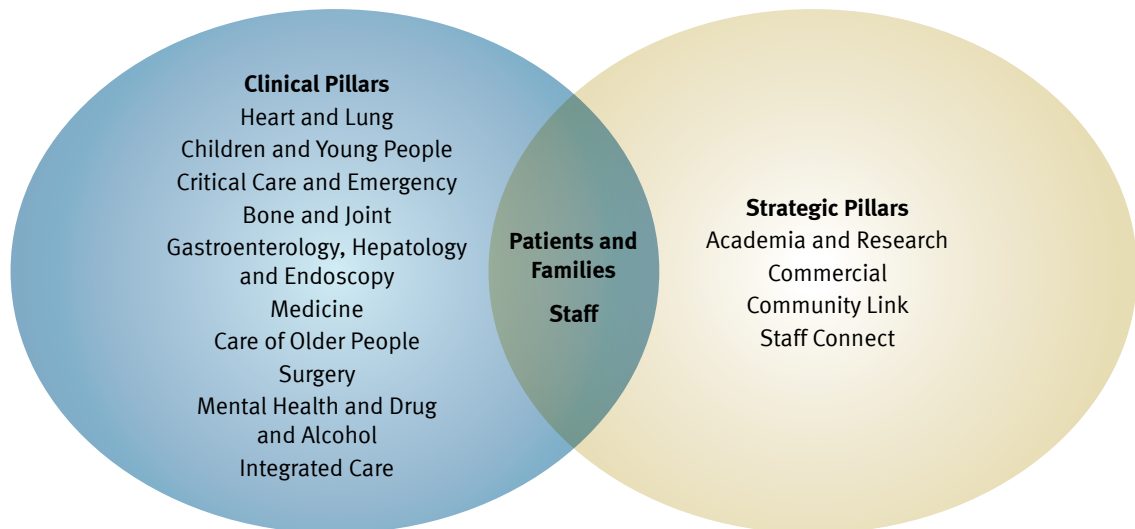 Clinical Pillars
Heart and Lung
Children and Young People
Critical Care and Emergency
Bone and Joint
Gastroenterology, Hepatology
and Endoscopy
Medicine
Care of Older People
Surgery
Mental Health and Drug
and Alcohol
Integrated Care
Patients and
Families
Staff
Strategic Pillars
Academia and Research
Commercial
Community Link
Staff Connect